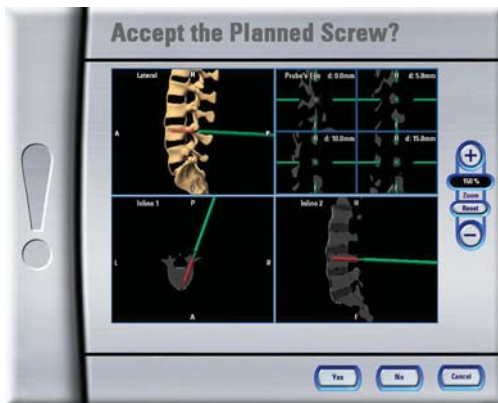 Accept the Planned Screw?
Lateral
H
A
P
Probe's Eye
d: 0.0mm
H
d: 5.0mm
H
d: 10.0mm
H
d: 15.0mm
150 %
Zoom
Reset
Inline 1
P
L
R
A
Inline 2
H
F
Yes
No
Cancel